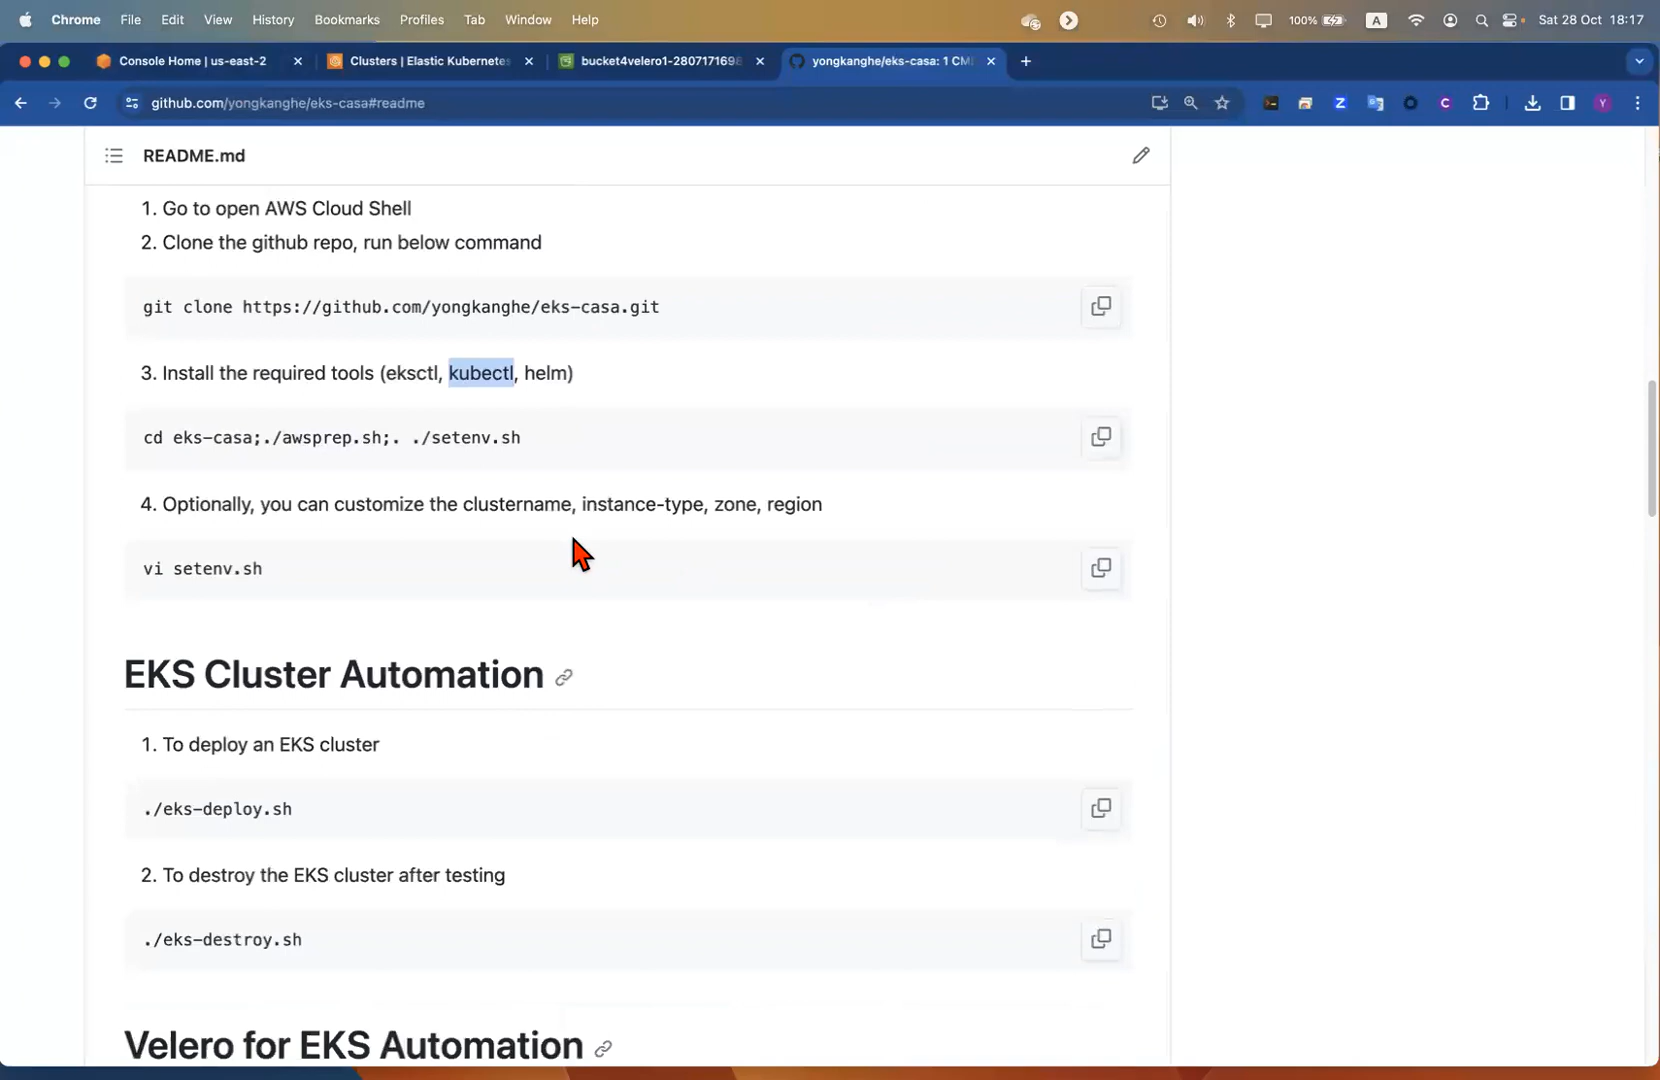 Chrome File Edit View History Bookmarks Profiles Tab Window Help 100% A Sat 28 Oct 18:17
Console Home | us-east-2
Clusters | Elastic Kubernetes
bucket4velero1-2807171698
yongkanghe/eks-casa: 1 CM
github.com/yongkanghe/eks-casa#readme
Z
C
Y
README.md
1. Go to open AWS Cloud Shell
2. Clone the github repo, run below command
git clone https://github.com/yongkanghe/eks-casa.git
3. Install the required tools (eksctl, kubectl, helm)
cd eks-casa;./awsprep.sh;. ./setenv.sh
4. Optionally, you can customize the clustername, instance-type, zone, region
vi setenv.sh
EKS Cluster Automation
1. To deploy an EKS cluster
./eks-deploy.sh
2. To destroy the EKS cluster after testing
./eks-destroy.sh
Velero for EKS Automation